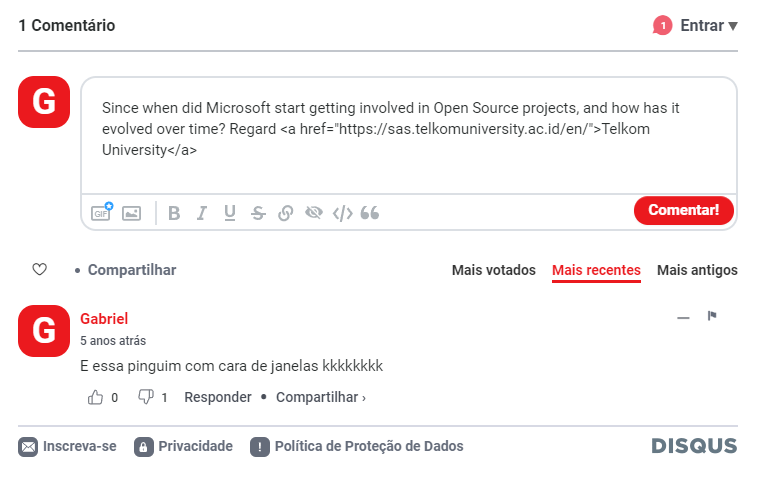 1 Comentário
1 Entrar
G
Since when did Microsoft start getting involved in Open Source projects, and how has it
evolved over time? Regard <a href="https://sas.telkomuniversity.ac.id/en/">Telkom
University</a>
GIF B I U S </> Comentar!
• Compartilhar Mais votados Mais recentes Mais antigos
G
Gabriel
5 anos atrás
E essa pinguim com cara de janelas kkkkkkkk
0 1 Responder • Compartilhar ›
Inscreva-se Privacidade ! Política de Proteção de Dados DISQUS